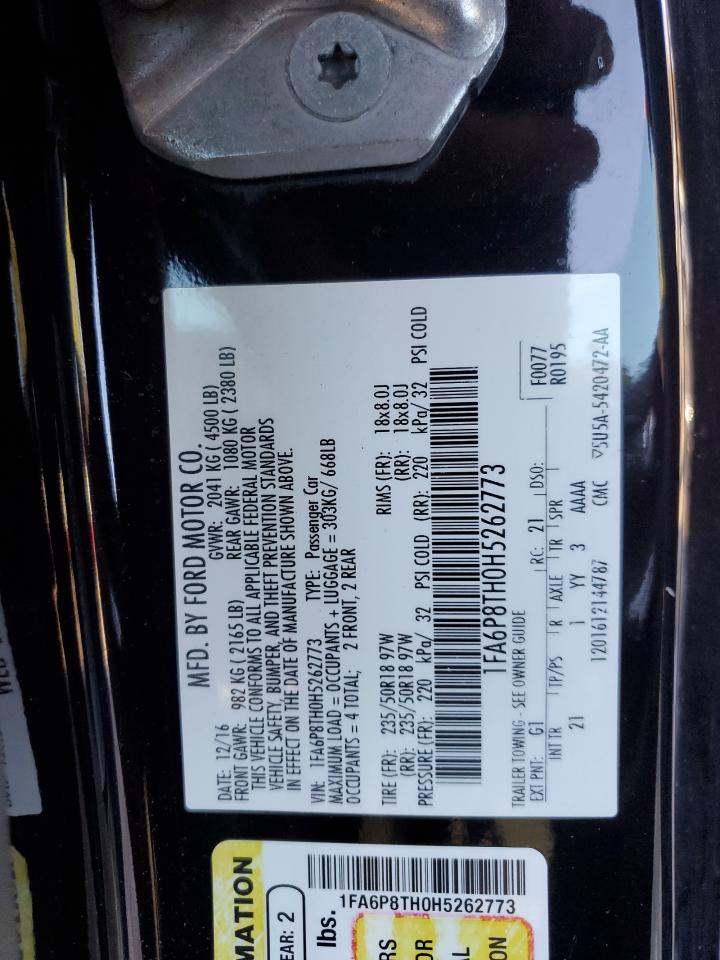 MFD. BY FORD MOTOR CO.
DATE: 12/16 GVWR: 2041 KG ( 4500 LB)
FRONT GAWR: 982 KG ( 2165 LB) REAR GAWR: 1080 KG ( 2380 LB)
THIS VEHICLE CONFORMS TO ALL APPLICABLE FEDERAL MOTOR
VEHICLE SAFETY, BUMPER, AND THEFT PREVENTION STANDARDS
IN EFFECT ON THE DATE OF MANUFACTURE SHOWN ABOVE.
VIN: 1FA6P8TH0H5262773 TYPE: Passenger Car
MAXIMUM LOAD = OCCUPANTS + LUGGAGE = 303KG/ 668LB
OCCUPANTS = 4 TOTAL; 2 FRONT, 2 REAR
TIRE (FR): 235/50R18 97W RIMS (FR): 18x8.0J
(RR): 235/50R18 97W (RR): 18x8.0J
PRESSURE (FR): 220 kPa/ 32 PSI COLD (RR): 220 kPa/ 32 PSI COLD
1FA6P8TH0H5262773
F0077
R0195
TRAILER TOWING - SEE OWNER GUIDE
EXT PNT: G1 RC: 21 DSO:
INT TR TP/PS R AXLE TR SPR
21 1 YY 3 AAAA
1201612144787 CMC ▽5U5A-5420472-AA
MATION
EAR: 2
lbs.
1FA6P8TH0H5262773
RS
OR
AL
ON